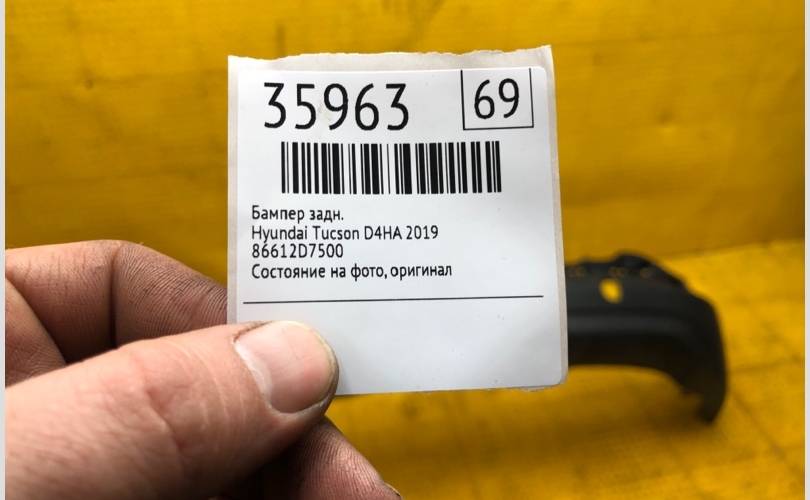 35963
69
Бампер задн.
Hyundai Tucson D4HA 2019
86612D7500
Состояние на фото, оригинал